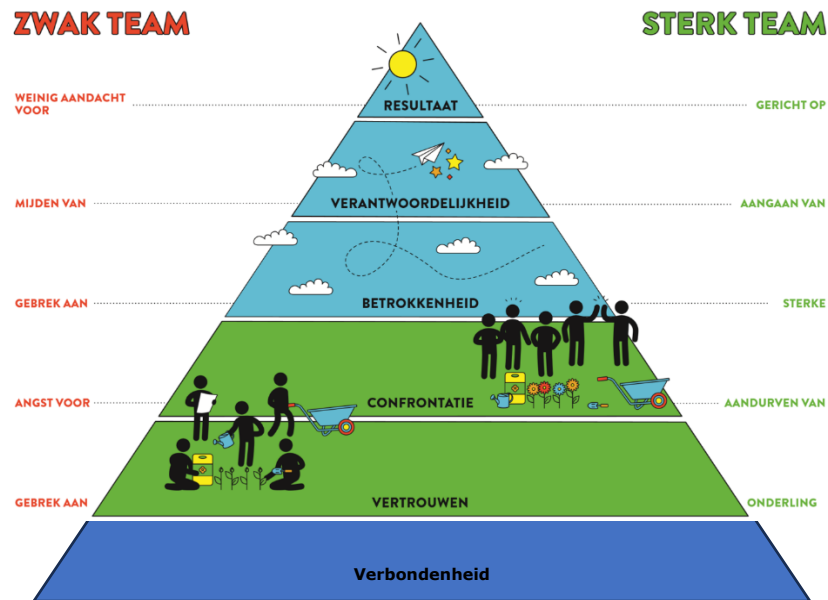 ZWAK TEAM
STERK TEAM
WEINIG AANDACHT
VOOR
RESULTAAT
GERICHT OP
MIJDEN VAN
VERANTWOORDELIJKHEID
AANGAAN VAN
GEBREK AAN
BETROKKENHEID
STERKE
ANGST VOOR
CONFRONTATIE
AANDURVEN VAN
GEBREK AAN
VERTROUWEN
ONDERLING
Verbondenheid